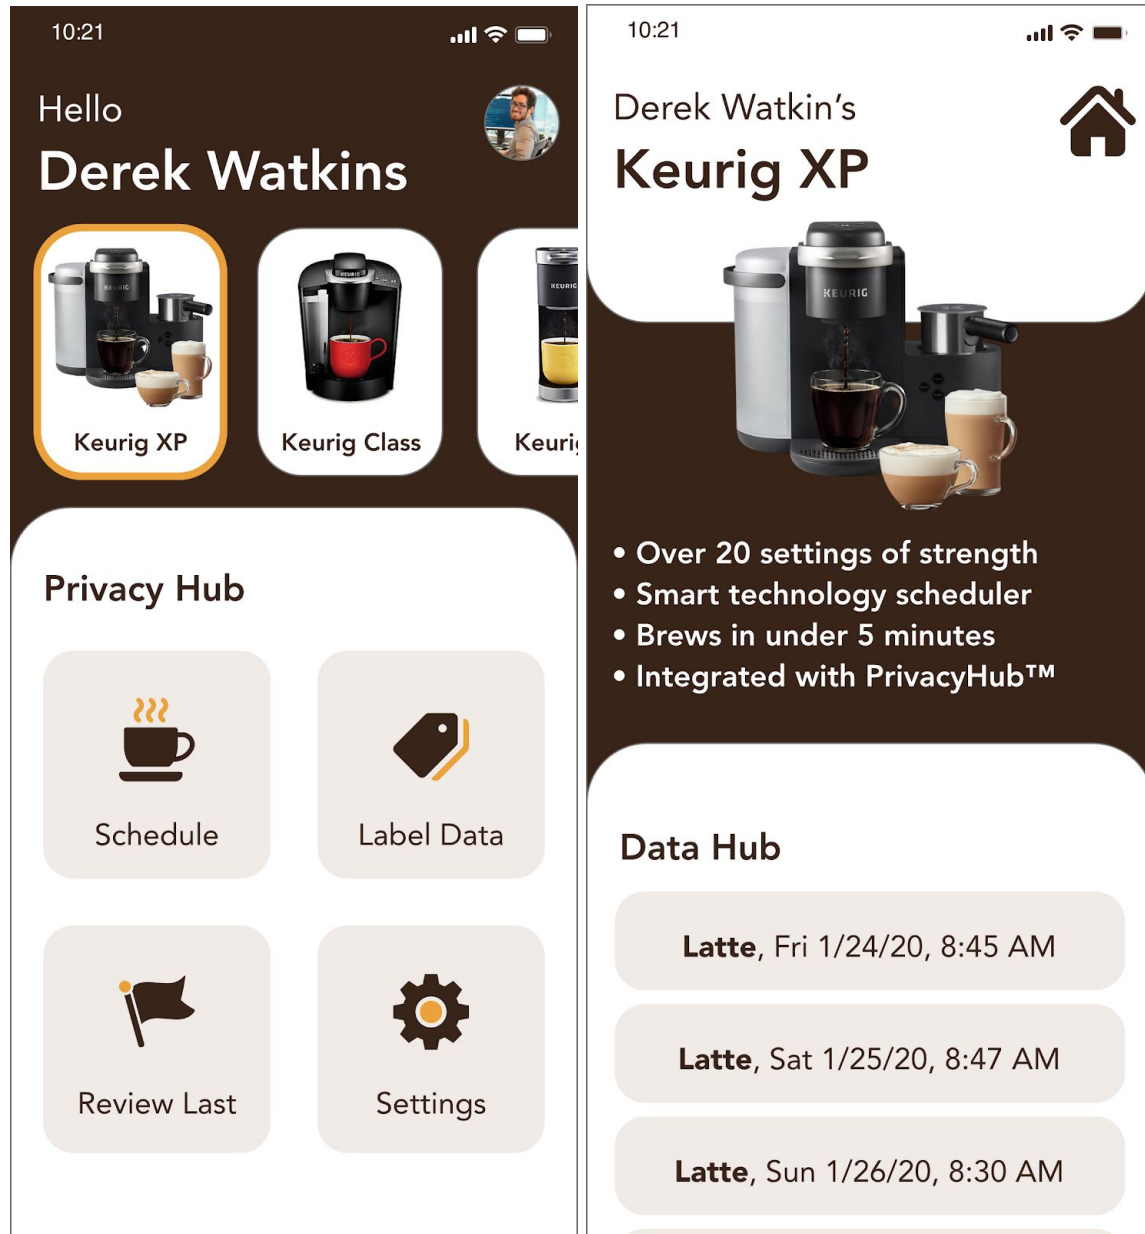 10:21
Hello
Derek Watkins
KEURIG
KEURIG
Keurig XP
Keurig Class
Privacy Hub
Schedule
Label Data
Review Last
Settings
10:21
Derek Watkin's
Keurig XP
KEURIG
• Over 20 settings of strength
• Smart technology scheduler
• Brews in under 5 minutes
• Integrated with PrivacyHub™
Data Hub
Latte, Fri 1/24/20, 8:45 AM
Latte, Sat 1/25/20, 8:47 AM
Latte, Sun 1/26/20, 8:30 AM